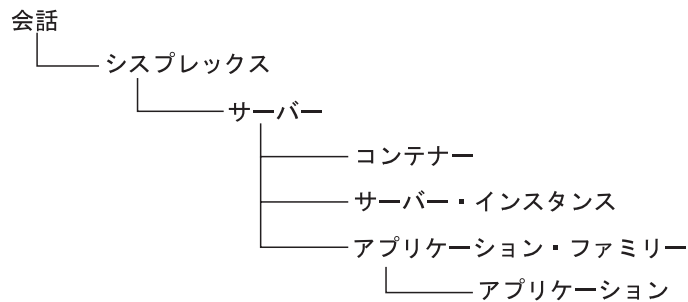 会話
シスプレックス
サーバー
コンテナー
サーバー・インスタンス
アプリケーション・ファミリー
アプリケーション